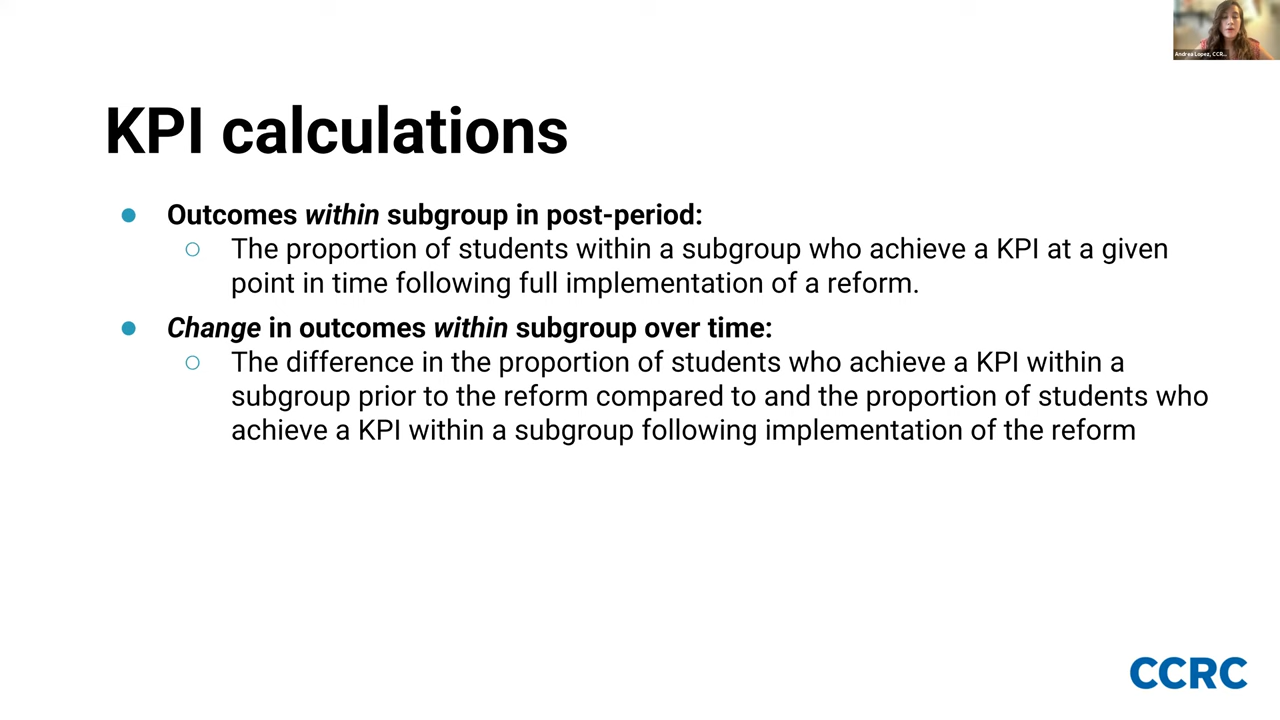 Andrea Lopez, CCR...
KPI calculations
● Outcomes within subgroup in post-period:
○ The proportion of students within a subgroup who achieve a KPI at a given
point in time following full implementation of a reform.
● Change in outcomes within subgroup over time:
○ The difference in the proportion of students who achieve a KPI within a
subgroup prior to the reform compared to and the proportion of students who
achieve a KPI within a subgroup following implementation of the reform
CCRC